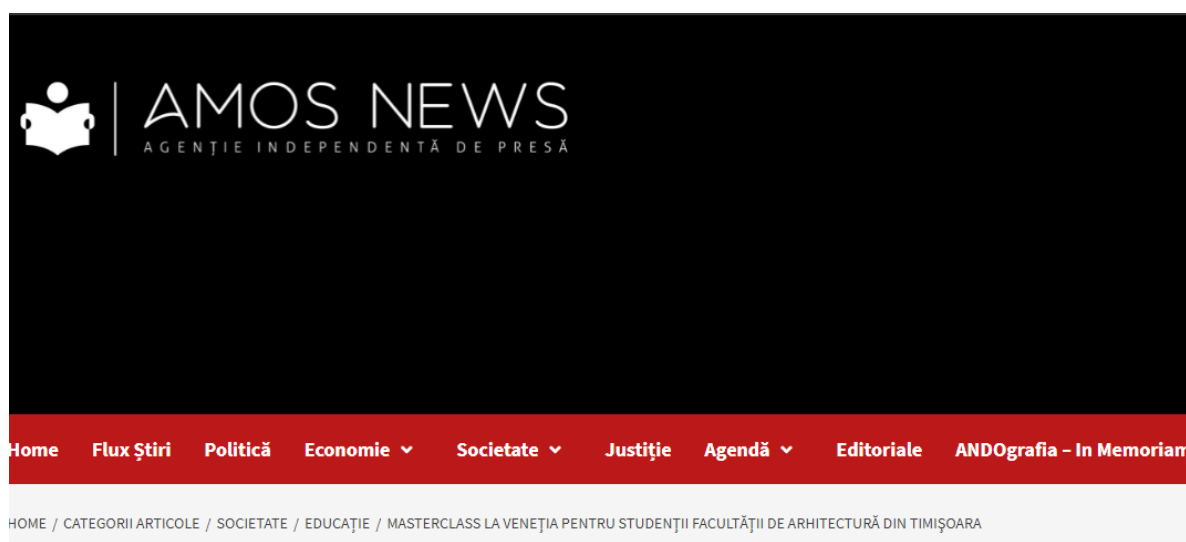 AMOS NEWS
AGENȚIE INDEPENDENTĂ DE PRESĂ
Home Flux Știri Politică Economie Societate Justiție Agendă Editoriale ANDOgrafia – In Memoriam
HOME / CATEGORII ARTICOLE / SOCIETATE / EDUCAȚIE / MASTERCLASS LA VENEŢIA PENTRU STUDENŢII FACULTĂŢII DE ARHITECTURĂ DIN TIMIŞOARA